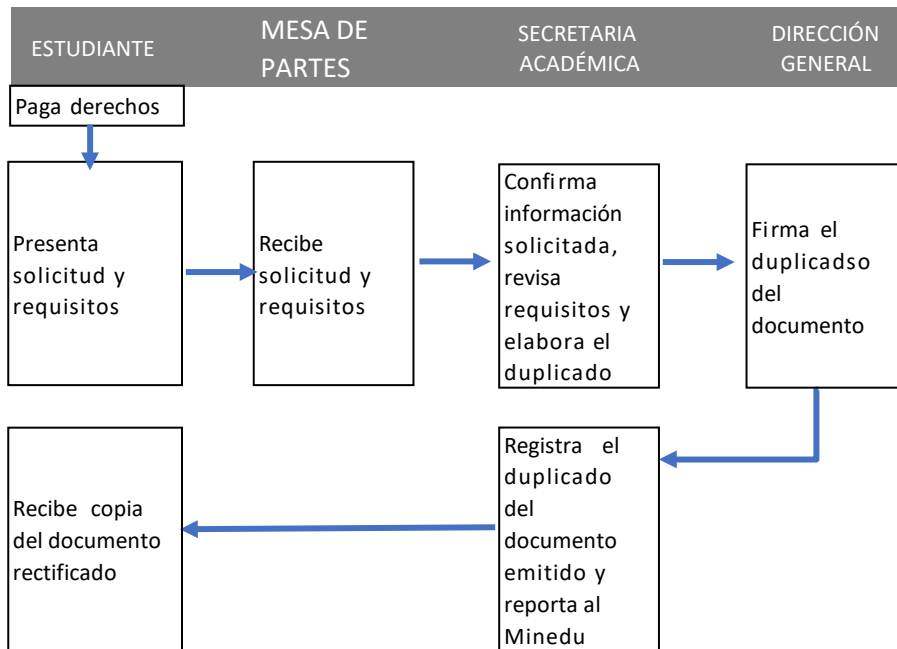 ESTUDIANTE
MESA DE
PARTES
SECRETARIA
ACADÉMICA
DIRECCIÓN
GENERAL
Paga derechos
Presenta
solicitud y
requisitos
Recibe
solicitud y
requisitos
Confirma
información
solicitada,
revisa
requisitos y
elabora el
duplicado
Firma el
duplicadso
del
documento
Recibe copia
del documento
rectificado
Registra el
duplicado
del
documento
emitido y
reporta al
Minedu